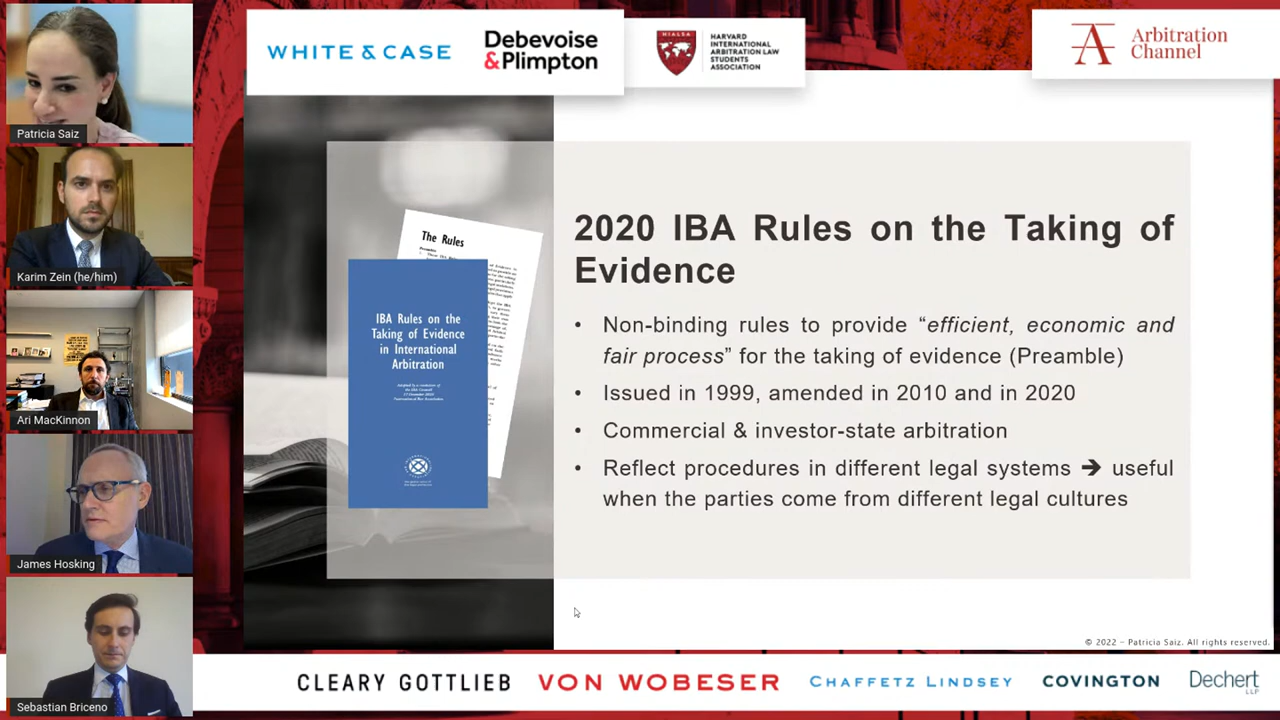 WHITE & CASE
Debevoise
&Plimpton
HIALSA
HARVARD
INTERNATIONAL
ARBITRATION LAW
STUDENTS
ASSOCIATION
Arbitration
Channel
Patricia Saiz
Karim Zein (he/him)
Ari MacKinnon
James Hosking
Sebastian Briceno
The Rules
IBA Rules on the
Taking of Evidence
in International
Arbitration
2020 IBA Rules on the Taking of
Evidence
• Non-binding rules to provide “efficient, economic and
fair process” for the taking of evidence (Preamble)
• Issued in 1999, amended in 2010 and in 2020
• Commercial & investor-state arbitration
• Reflect procedures in different legal systems ➔ useful
when the parties come from different legal cultures
© 2022 – Patricia Saiz. All rights reserved.
CLEARY GOTTLIEB
VON WOBESER
CHAFFETZ LINDSEY
COVINGTON
Dechert
LLP